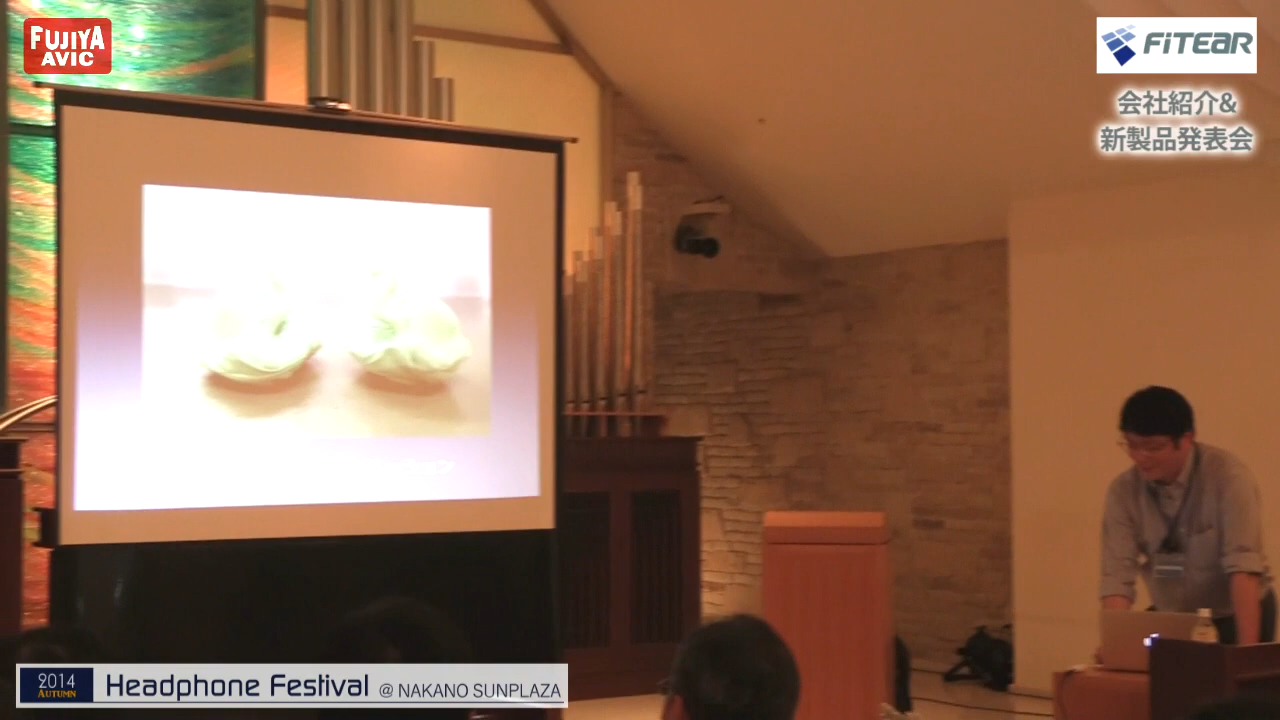 FUJIYA
AVIC
FitEar
会社紹介&
新製品発表会
2014
AUTUMN
Headphone Festival @ NAKANO SUNPLAZA